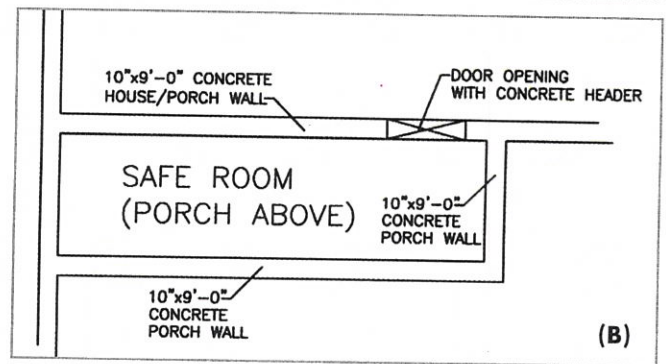 10"x9'-0" CONCRETE
HOUSE/PORCH WALL
DOOR OPENING
WITH CONCRETE HEADER
SAFE ROOM
(PORCH ABOVE)
10"x9'-0"
CONCRETE
PORCH WALL
10"x9'-0"
CONCRETE
PORCH WALL
(B)